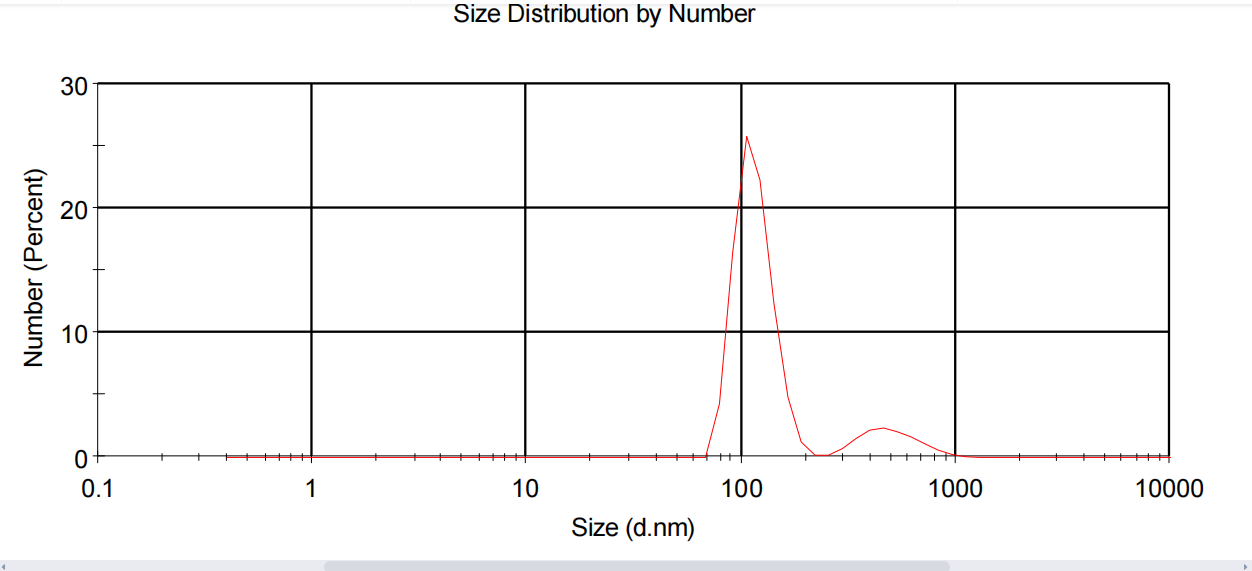 Size Distribution by Number
30
20
10
0
Number (Percent)
0.1 1 10 100 1000 10000
Size (d.nm)